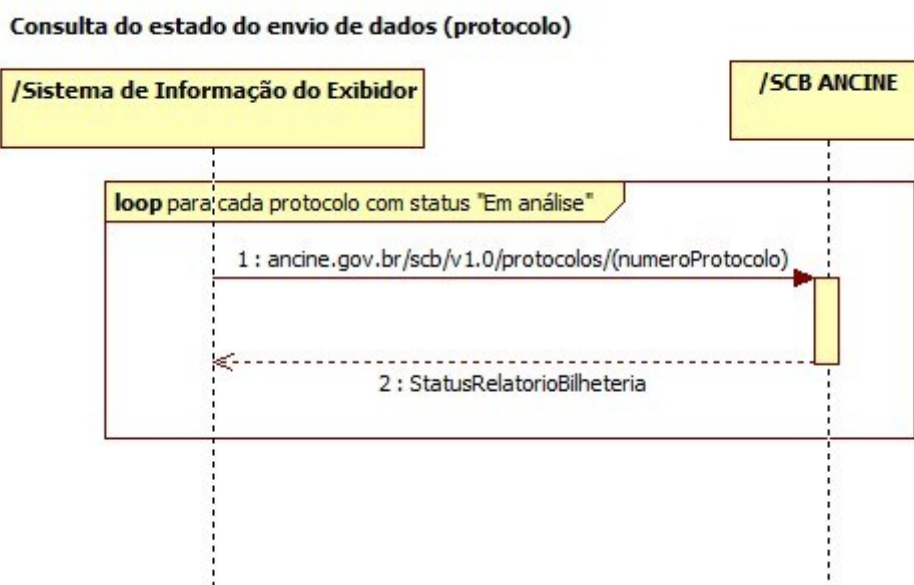 Consulta do estado do envio de dados (protocolo)
/Sistema de Informação do Exibidor
/SCB ANCINE
loop para cada protocolo com status "Em análise"
1 : ancine.gov.br/scb/v1.0/protocolos/(numeroProtocolo)
2 : StatusRelatorioBilheteria